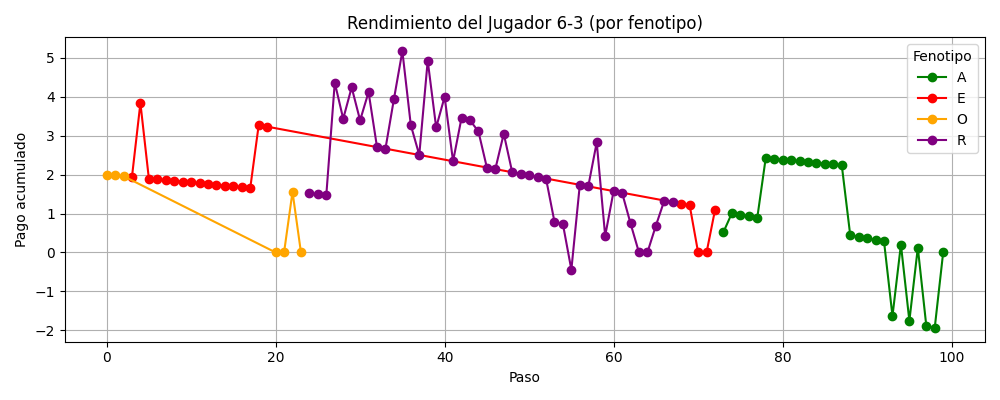 Rendimiento del Jugador 6-3 (por fenotipo)
Pago acumulado
5
4
3
2
1
0
−1
−2
Fenotipo
A
E
O
R
0
20
40
60
80
100
Paso